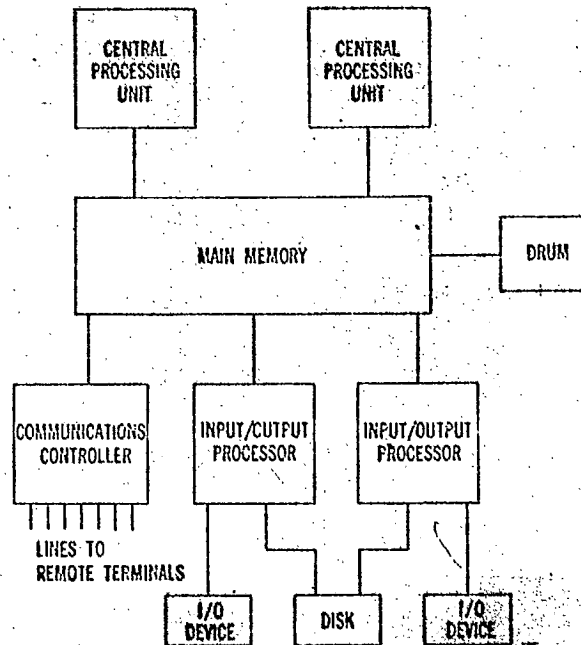 CENTRAL
PROCESSING
UNIT
CENTRAL
PROCESSING
UNIT
MAIN MEMORY
DRUM
COMMUNICATIONS
CONTROLLER
INPUT/CUTPUT
PROCESSOR
INPUT/OUTPUT
PROCESSOR
LINES TO
REMOTE TERMINALS
I/O
DEVICE
DISK
I/O
DEVICE